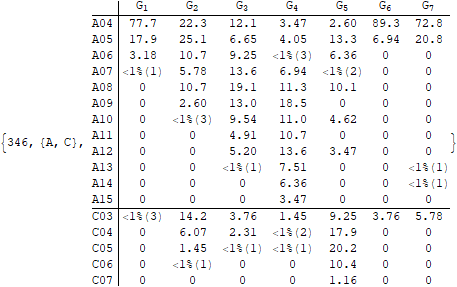 G1 G2 G3 G4 G5 G6 G7
A04 77.7 22.3 12.1 3.47 2.60 89.3 72.8
A05 17.9 25.1 6.65 4.05 13.3 6.94 20.8
A06 3.18 10.7 9.25 <1%(3) 6.36 0 0
A07 <1%(1) 5.78 13.6 6.94 <1%(2) 0 0
A08 0 10.7 19.1 11.3 10.1 0 0
A09 0 2.60 13.0 18.5 0 0 0
A10 0 <1%(3) 9.54 11.0 4.62 0 0
A11 0 0 4.91 10.7 0 0 0
{346, {A, C}, A12 0 0 5.20 13.6 3.47 0 0 }
A13 0 0 <1%(1) 7.51 0 0 <1%(1)
A14 0 0 0 6.36 0 0 <1%(1)
A15 0 0 0 3.47 0 0 0
C03 <1%(3) 14.2 3.76 1.45 9.25 3.76 5.78
C04 0 6.07 2.31 <1%(2) 17.9 0 0
C05 0 1.45 <1%(1) <1%(1) 20.2 0 0
C06 0 <1%(1) 0 0 10.4 0 0
C07 0 0 0 0 1.16 0 0